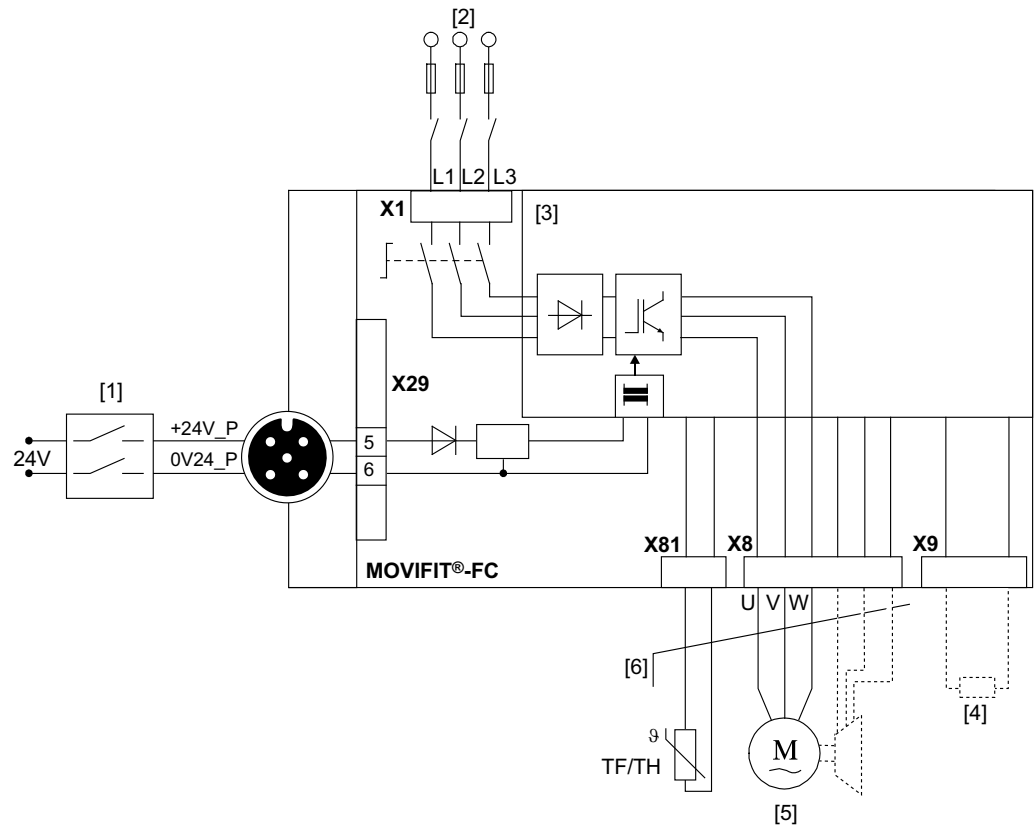 [2]
L1 L2 L3
X1
[3]
X29
[1]
+24V_P
5
24V
0V24_P
6
X81
X8
X9
MOVIFIT®-FC
U V W
[6]
[4]
ϑ
TF/TH
M
[5]